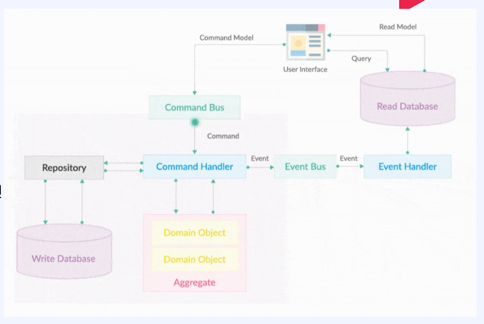 Command Model
Read Model
Query
User Interface
Command Bus
Read Database
Command
Repository
Command Handler
Event
Event Bus
Event
Event Handler
Write Database
Domain Object
Domain Object
Aggregate